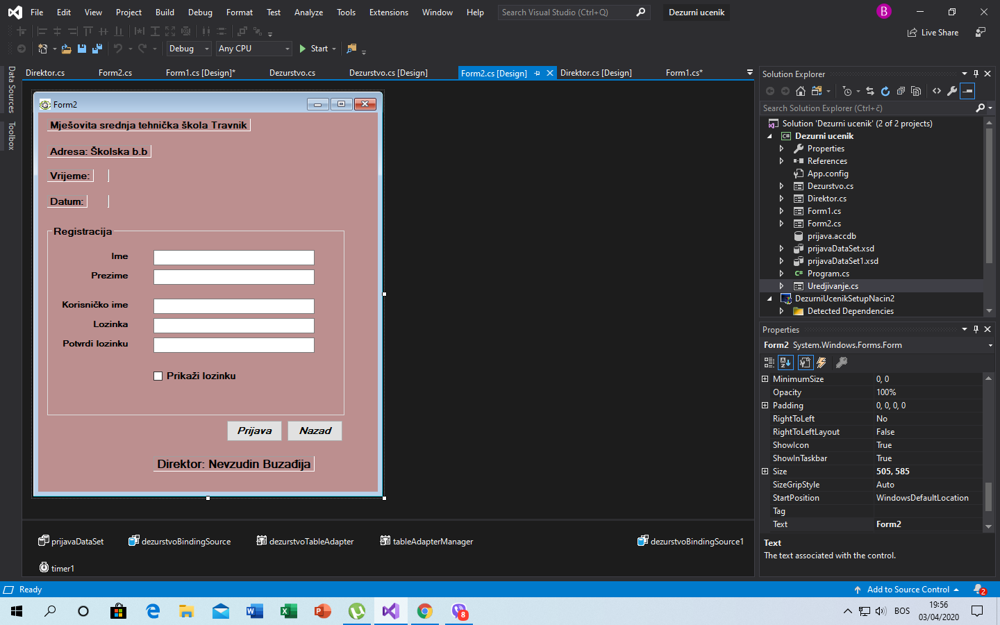 File Edit View Project Build Debug Format Test Analyze Tools Extensions Window Help Search Visual Studio (Ctrl+Q) Dezurni ucenik B
Live Share
Debug Any CPU Start
Data Sources
Toolbox
Direktor.cs Form2.cs Form1.cs [Design]* Dezurstvo.cs Dezurstvo.cs [Design] Form2.cs [Design] Direktor.cs [Design] Form1.cs*
Form2
Mješovita srednja tehnička škola Travnik
Adresa: Školska b.b
Vrijeme:
Datum:
Registracija
Ime
Prezime
Korisničko ime
Lozinka
Potvrdi lozinku
Prikaži lozinku
Prijava Nazad
Direktor: Nevzudin Buzađija
prijavaDataSet dezurstvoBindingSource dezurstvoTableAdapter tableAdapterManager dezurstvoBindingSource1
timer1
Solution Explorer
Search Solution Explorer (Ctrl+č)
Solution 'Dezurni ucenik' (2 of 2 projects)
C# Dezurni ucenik
Properties
References
App.config
Dezurstvo.cs
Direktor.cs
Form1.cs
Form2.cs
prijava.accdb
prijavaDataSet.xsd
prijavaDataSet1.xsd
C# Program.cs
Uredjivanje.cs
DezurniUcenikSetupNacin2
Detected Dependencies
Properties
Form2 System.Windows.Forms.Form
MinimumSize 0, 0
Opacity 100%
Padding 0, 0, 0, 0
RightToLeft No
RightToLeftLayout False
ShowIcon True
ShowInTaskbar True
Size 505, 585
SizeGripStyle Auto
StartPosition WindowsDefaultLocation
Tag
Text Form2
Text
The text associated with the control.
Ready Add to Source Control 2
8 BOS 19:56
03/04/2020